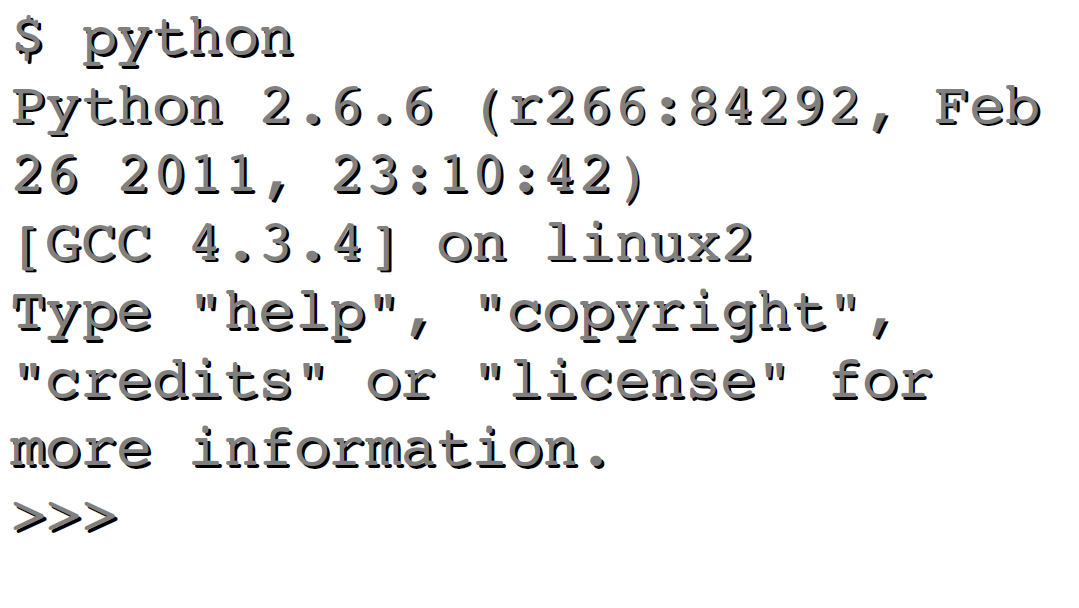 $ python
Python 2.6.6 (r266:84292, Feb
26 2011, 23:10:42)
[GCC 4.3.4] on linux2
Type "help", "copyright",
"credits" or "license" for
more information.
>>>